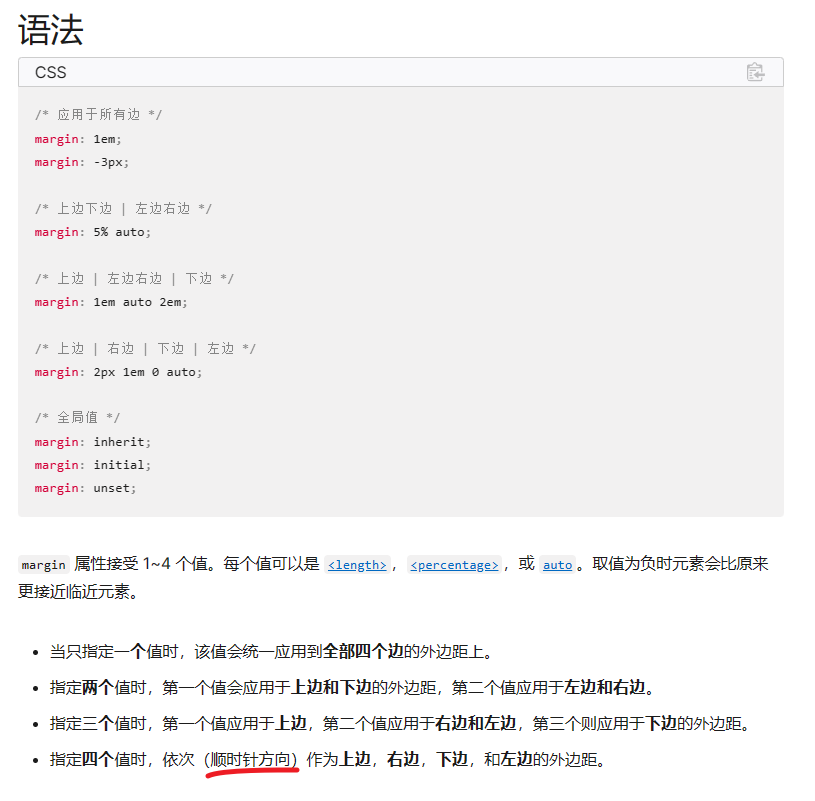 语法
CSS
/* 应用于所有边 */
margin: 1em;
margin: -3px;
/* 上边下边 | 左边右边 */
margin: 5% auto;
/* 上边 | 左边右边 | 下边 */
margin: 1em auto 2em;
/* 上边 | 右边 | 下边 | 左边 */
margin: 2px 1em 0 auto;
/* 全局值 */
margin: inherit;
margin: initial;
margin: unset;
margin 属性接受 1~4 个值。每个值可以是 <length>，<percentage>，或 auto。取值为负时元素会比原来
更接近临近元素。
• 当只指定一个值时，该值会统一应用到全部四个边的外边距上。
• 指定两个值时，第一个值会应用于上边和下边的外边距，第二个值应用于左边和右边。
• 指定三个值时，第一个值应用于上边，第二个值应用于右边和左边，第三个则应用于下边的外边距。
• 指定四个值时，依次（顺时针方向）作为上边，右边，下边，和左边的外边距。